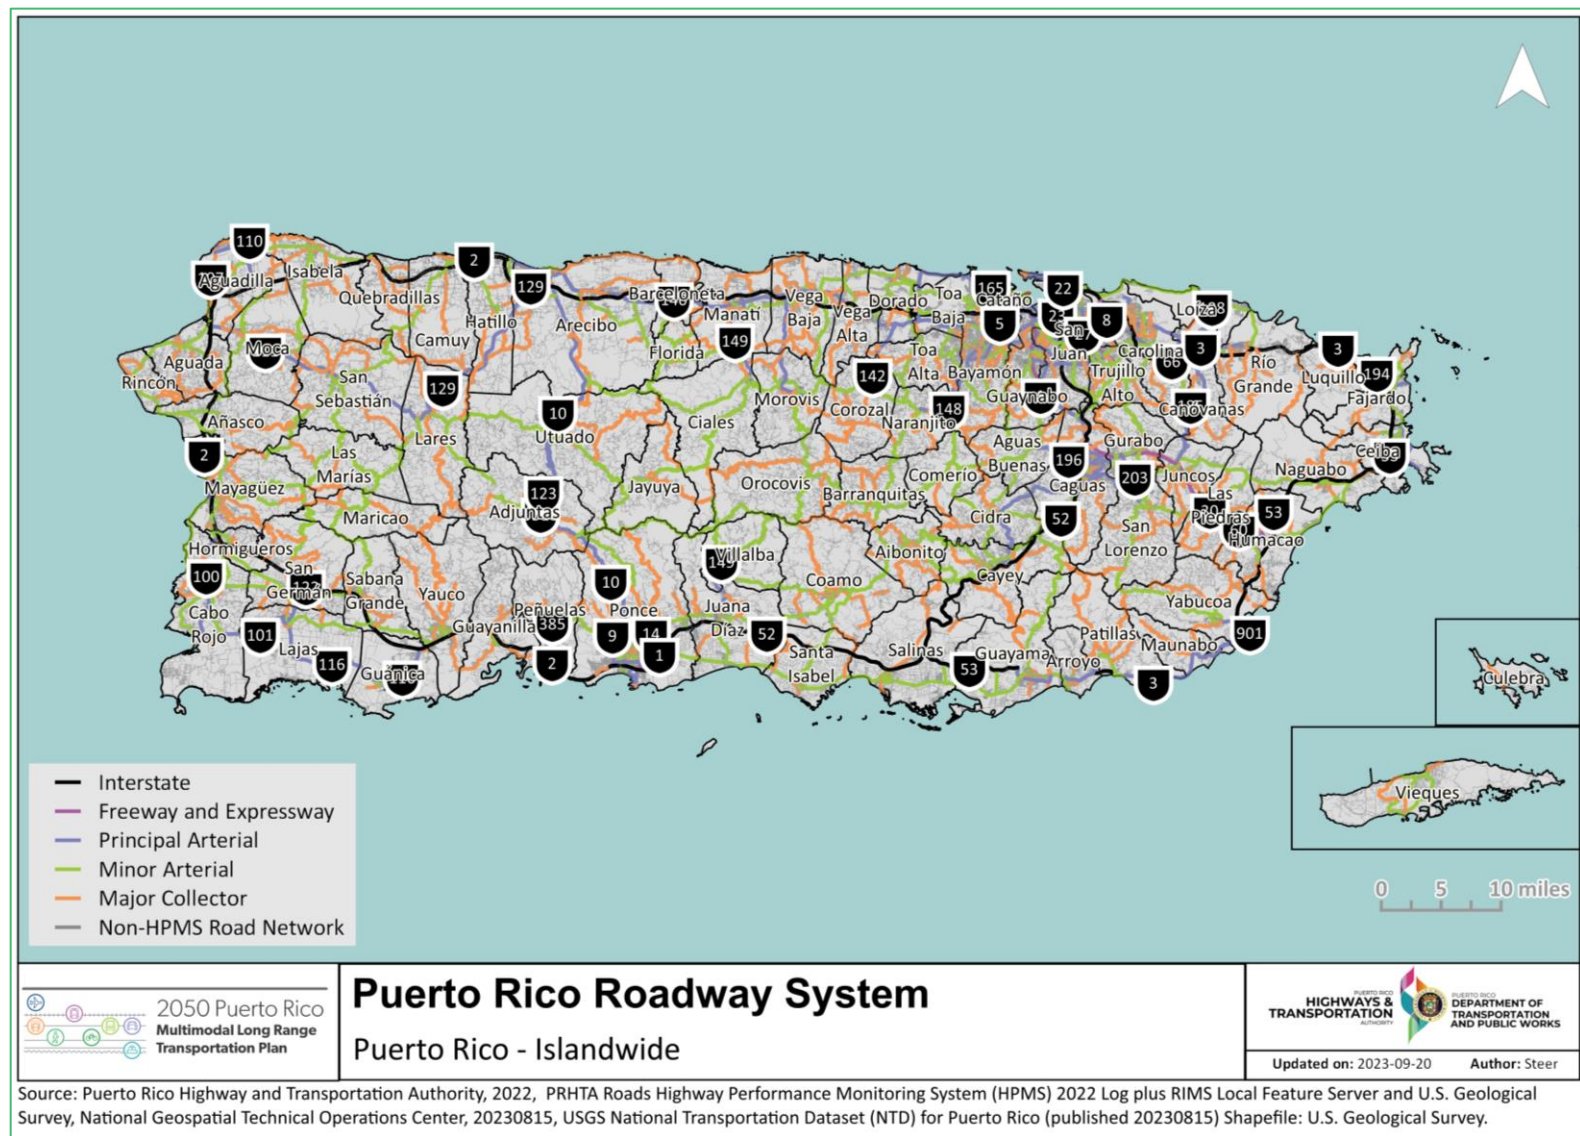 110
2
Aguadilla
Isabela
129
Quebradillas
Hatillo
Camuy
Arecibo
Barceloneta
Manatí
149
Florida
Vega
Baja
Vega
Alta
Dorado
Toa
Baja
165
Cataño
5
22
8
San
Juan
Loíza
Carolina
3
66
Río
Grande
3
Luquillo
194
Fajardo
Moca
Aguada
Rincón
San
Sebastián
129
Añasco
10
Utuado
Lares
Ciales
Morovis
142
Corozal
Toa
Alta
Bayamón
Guaynabo
Trujillo
Alto
Canóvanas
148
Naranjito
2
Las
Marías
Mayagüez
Maricao
123
Adjuntas
Jayuya
Orocovis
Barranquitas
Comerío
Aguas
Buenas
196
Caguas
Gurabo
203
Juncos
Las
Piedras
53
Humacao
Naguabo
Ceiba
Cidra
52
San
Lorenzo
Hormigueros
100
San
Germán
Sabana
Grande
Yauco
Cabo
Rojo
101
Lajas
116
Guánica
Guayanilla
Peñuelas
385
2
10
Ponce
9
14
1
Villalba
Juana
Díaz
52
Coamo
Aibonito
Cayey
Santa
Isabel
Salinas
53
Guayama
Arroyo
Patillas
Maunabo
Yabucoa
901
3
Culebra
Vieques
Interstate
Freeway and Expressway
Principal Arterial
Minor Arterial
Major Collector
Non-HPMS Road Network
0 5 10 miles
2050 Puerto Rico
Multimodal Long Range
Transportation Plan
Puerto Rico Roadway System
Puerto Rico - Islandwide
PUERTO RICO
HIGHWAYS &
TRANSPORTATION
AUTHORITY
PUERTO RICO
DEPARTMENT OF
TRANSPORTATION
AND PUBLIC WORKS
Updated on: 2023-09-20 Author: Steer
Source: Puerto Rico Highway and Transportation Authority, 2022, PRHTA Roads Highway Performance Monitoring System (HPMS) 2022 Log plus RIMS Local Feature Server and U.S. Geological
Survey, National Geospatial Technical Operations Center, 20230815, USGS National Transportation Dataset (NTD) for Puerto Rico (published 20230815) Shapefile: U.S. Geological Survey.